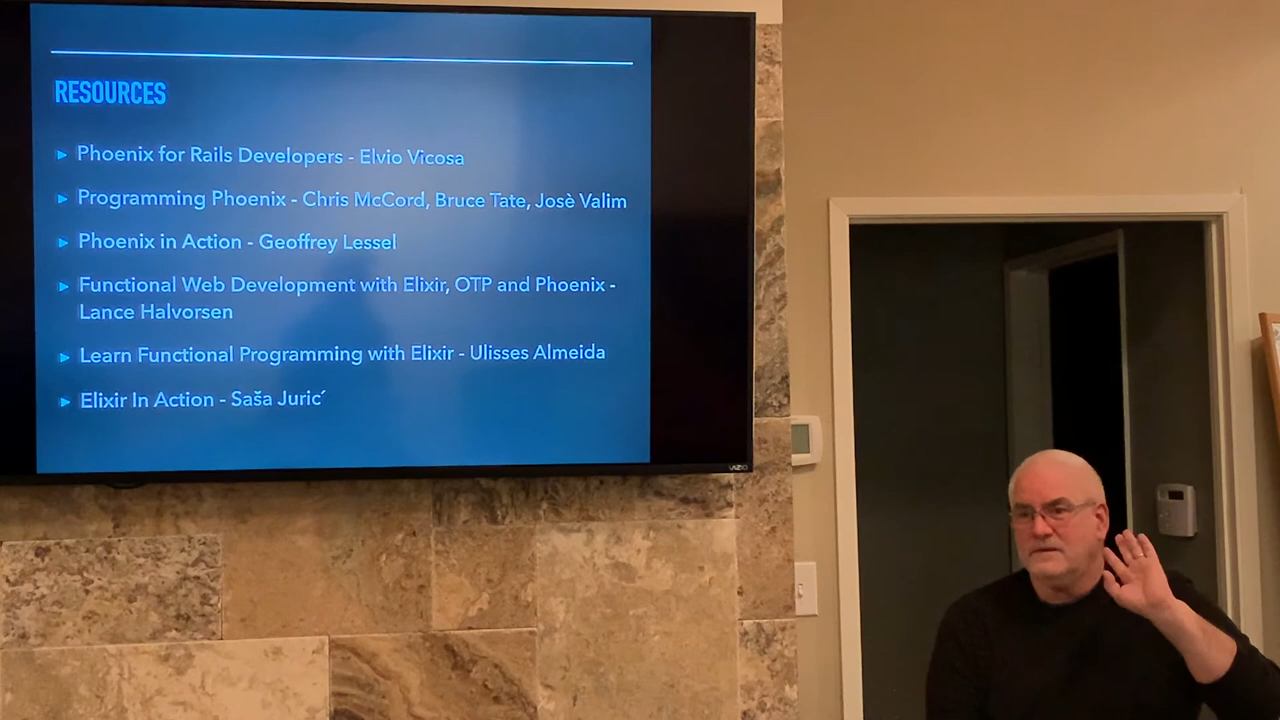 RESOURCES
Phoenix for Rails Developers - Elvio Vicosa
Programming Phoenix - Chris McCord, Bruce Tate, Josè Valim
Phoenix in Action - Geoffrey Lessel
Functional Web Development with Elixir, OTP and Phoenix -
Lance Halvorsen
Learn Functional Programming with Elixir - Ulisses Almeida
Elixir In Action - Saša Juric´
VIZIO